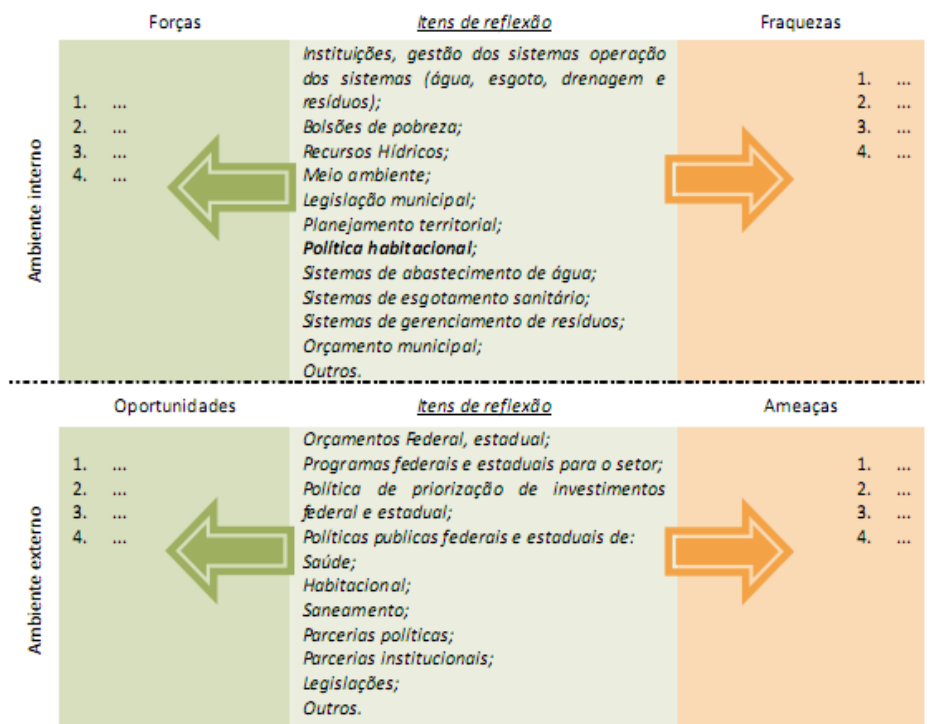 Forças
Itens de reflexão
Fraquezas
Ambiente interno
1. ...
2. ...
3. ...
4. ...
Instituições, gestão dos sistemas operação
dos sistemas (água, esgoto, drenagem e
resíduos);
Bolsões de pobreza;
Recursos Hídricos;
Meio ambiente;
Legislação municipal;
Planejamento territorial;
Política habitacional;
Sistemas de abastecimento de água;
Sistemas de esgotamento sanitário;
Sistemas de gerenciamento de resíduos;
Orçamento municipal;
Outros.
1. ...
2. ...
3. ...
4. ...
Oportunidades
Itens de reflexão
Ameaças
Ambiente externo
1. ...
2. ...
3. ...
4. ...
Orçamentos Federal, estadual;
Programas federais e estaduais para o setor;
Política de priorização de investimentos
federal e estadual;
Políticas publicas federais e estaduais de:
Saúde;
Habitacional;
Saneamento;
Parcerias políticas;
Parcerias institucionais;
Legislações;
Outros.
1. ...
2. ...
3. ...
4. ...